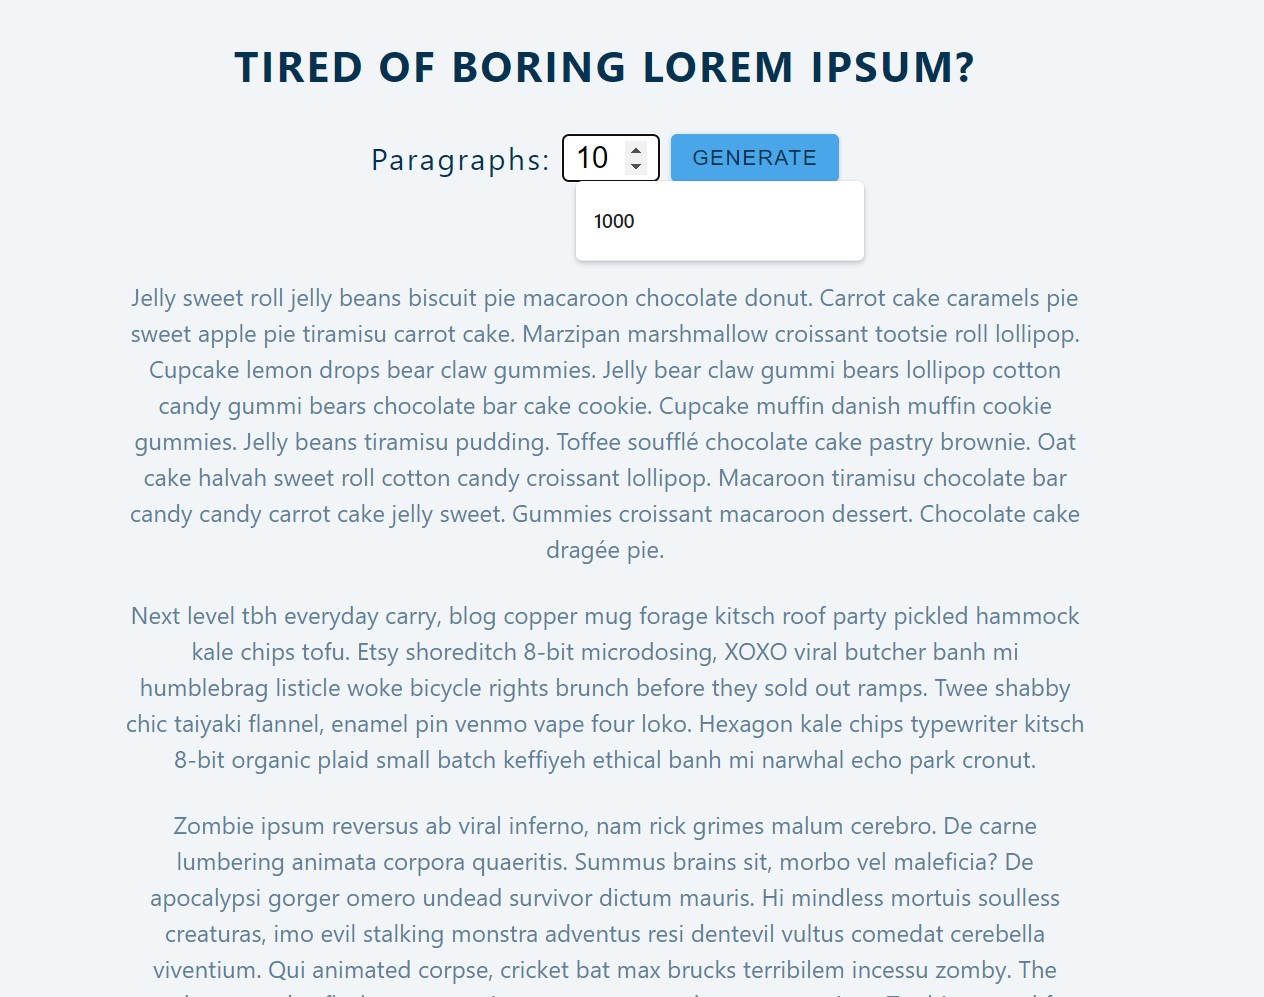 TIRED OF BORING LOREM IPSUM?
Paragraphs: 10 GENERATE
1000
Jelly sweet roll jelly beans biscuit pie macaroon chocolate donut. Carrot cake caramels pie
sweet apple pie tiramisu carrot cake. Marzipan marshmallow croissant tootsie roll lollipop.
Cupcake lemon drops bear claw gummies. Jelly bear claw gummi bears lollipop cotton
candy gummi bears chocolate bar cake cookie. Cupcake muffin danish muffin cookie
gummies. Jelly beans tiramisu pudding. Toffee soufflé chocolate cake pastry brownie. Oat
cake halvah sweet roll cotton candy croissant lollipop. Macaroon tiramisu chocolate bar
candy candy carrot cake jelly sweet. Gummies croissant macaroon dessert. Chocolate cake
dragée pie.
Next level tbh everyday carry, blog copper mug forage kitsch roof party pickled hammock
kale chips tofu. Etsy shoreditch 8-bit microdosing, XOXO viral butcher banh mi
humblebrag listicle woke bicycle rights brunch before they sold out ramps. Twee shabby
chic taiyaki flannel, enamel pin venmo vape four loko. Hexagon kale chips typewriter kitsch
8-bit organic plaid small batch keffiyeh ethical banh mi narwhal echo park cronut.
Zombie ipsum reversus ab viral inferno, nam rick grimes malum cerebro. De carne
lumbering animata corpora quaeritis. Summus brains sit, morbo vel maleficia? De
apocalypsi gorger omero undead survivor dictum mauris. Hi mindless mortuis soulless
creaturas, imo evil stalking monstra adventus resi dentevil vultus comedat cerebella
viventium. Qui animated corpse, cricket bat max brucks terribilem incessu zomby. The